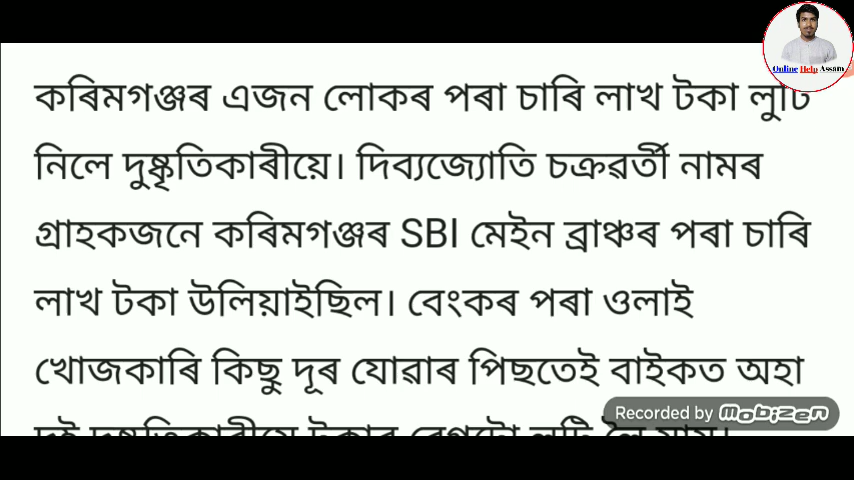 Online Help Assam
কৰিমগঞ্জৰ এজন লোকৰ পৰা চাৰি লাখ টকা লুটি
নিলে দুষ্কৃতিকাৰীয়ে। দিব্যজ্যোতি চক্ৰৱৰ্তী নামৰ
গ্ৰাহকজনে কৰিমগঞ্জৰ SBI মেইন ব্ৰাঞ্চৰ পৰা চাৰি
লাখ টকা উলিয়াইছিল। বেংকৰ পৰা ওলাই
খোজকাৰি কিছু দূৰ যোৱাৰ পিছতেই বাইকত অহা
Recorded by MOBIZEN